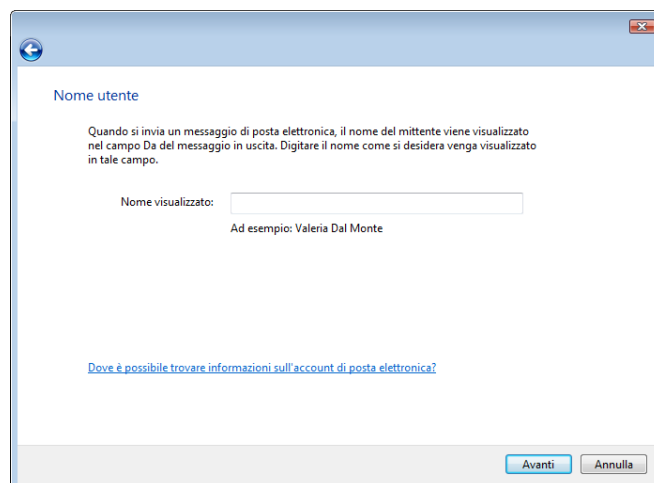 Nome utente
Quando si invia un messaggio di posta elettronica, il nome del mittente viene visualizzato
nel campo Da del messaggio in uscita. Digitare il nome come si desidera venga visualizzato
in tale campo.
Nome visualizzato:
Ad esempio: Valeria Dal Monte
Dove è possibile trovare informazioni sull'account di posta elettronica?
Avanti Annulla